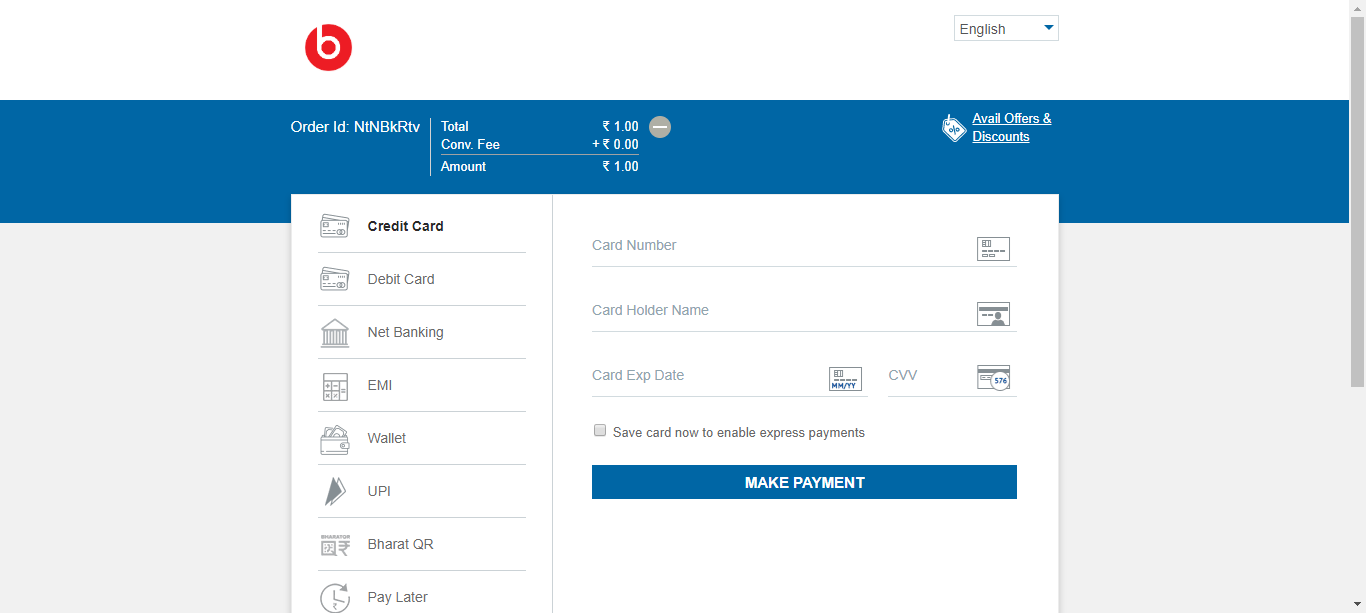 b
English
Order Id: NtNBkRtv
Total ₹ 1.00
Conv. Fee + ₹ 0.00
Amount ₹ 1.00
Avail Offers &
Discounts
Credit Card
Debit Card
Net Banking
EMI
Wallet
UPI
BHARATQR
Bharat QR
Pay Later
Card Number
Card Holder Name
Card Exp Date
MM/YY
CVV
576
Save card now to enable express payments
MAKE PAYMENT